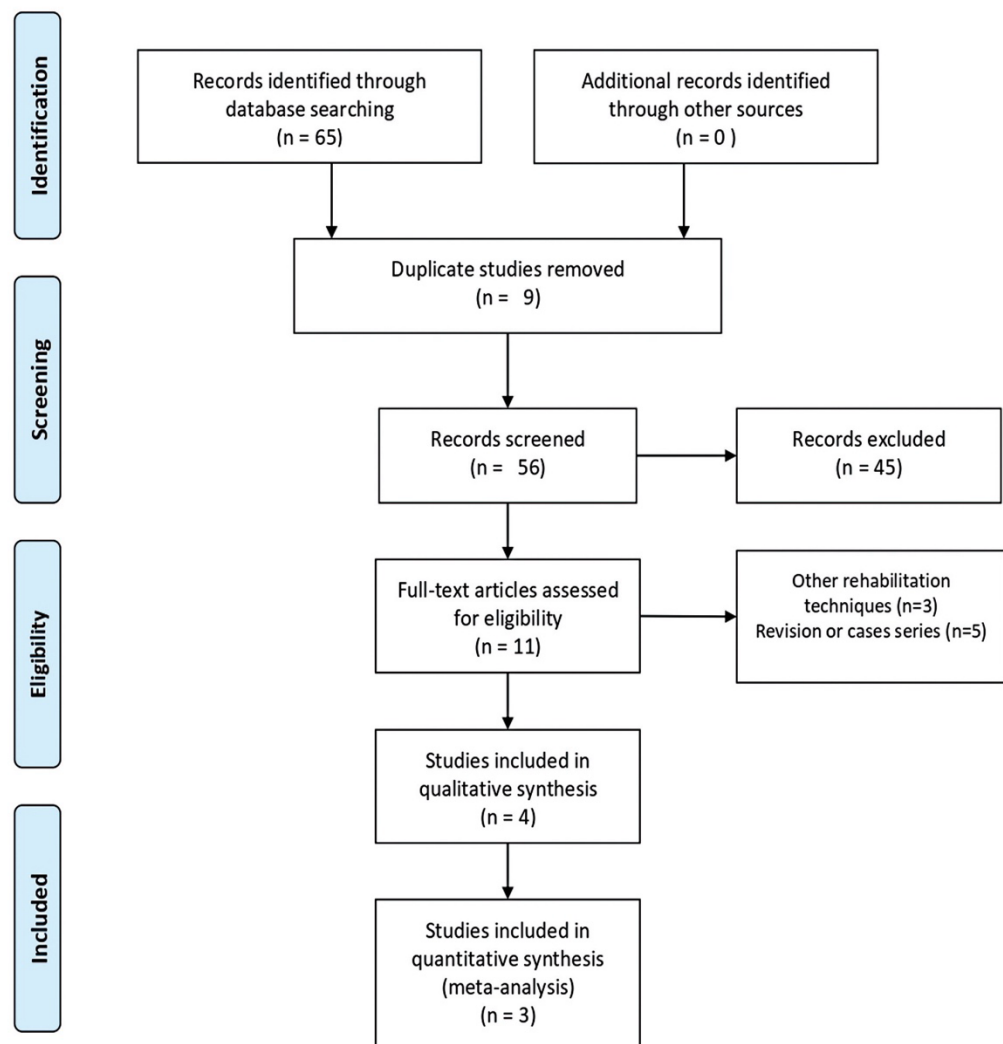 Identification
Records identified through
database searching
(n = 65)
Additional records identified
through other sources
(n = 0 )
Duplicate studies removed
(n =   9)
Screening
Records screened
(n =   56)
Records excluded
(n = 45)
Eligibility
Full-text articles assessed
for eligibility
(n = 11)
Other rehabilitation
techniques (n=3)
Revision or cases series (n=5)
Studies included in
qualitative synthesis
(n = 4)
Included
Studies included in
quantitative synthesis
(meta-analysis)
(n = 3)